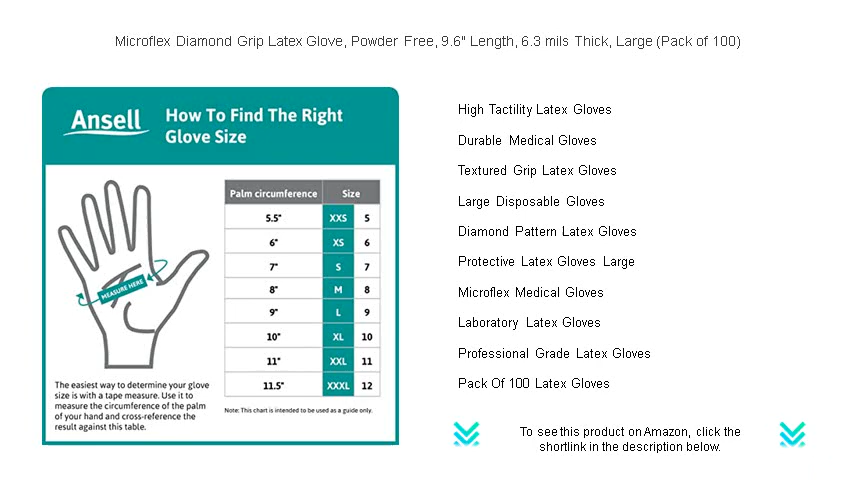 Microflex Diamond Grip Latex Glove, Powder Free, 9.6" Length, 6.3 mils Thick, Large (Pack of 100)
Ansell
How To Find The Right
Glove Size
MEASURE HERE
Palm circumference Size
5.5" XXS 5
6" XS 6
7" S 7
8" M 8
9" L 9
10" XL 10
11" XXL 11
11.5" XXXL 12
The easiest way to determine your glove
size is with a tape measure. Use it to
measure the circumference of the palm
of your hand and cross-reference the
result against this table.
Note: This chart is intended to be used as a guide only.
High Tactility Latex Gloves
Durable Medical Gloves
Textured Grip Latex Gloves
Large Disposable Gloves
Diamond Pattern Latex Gloves
Protective Latex Gloves Large
Microflex Medical Gloves
Laboratory Latex Gloves
Professional Grade Latex Gloves
Pack Of 100 Latex Gloves
To see this product on Amazon, click the
shortlink in the description below.